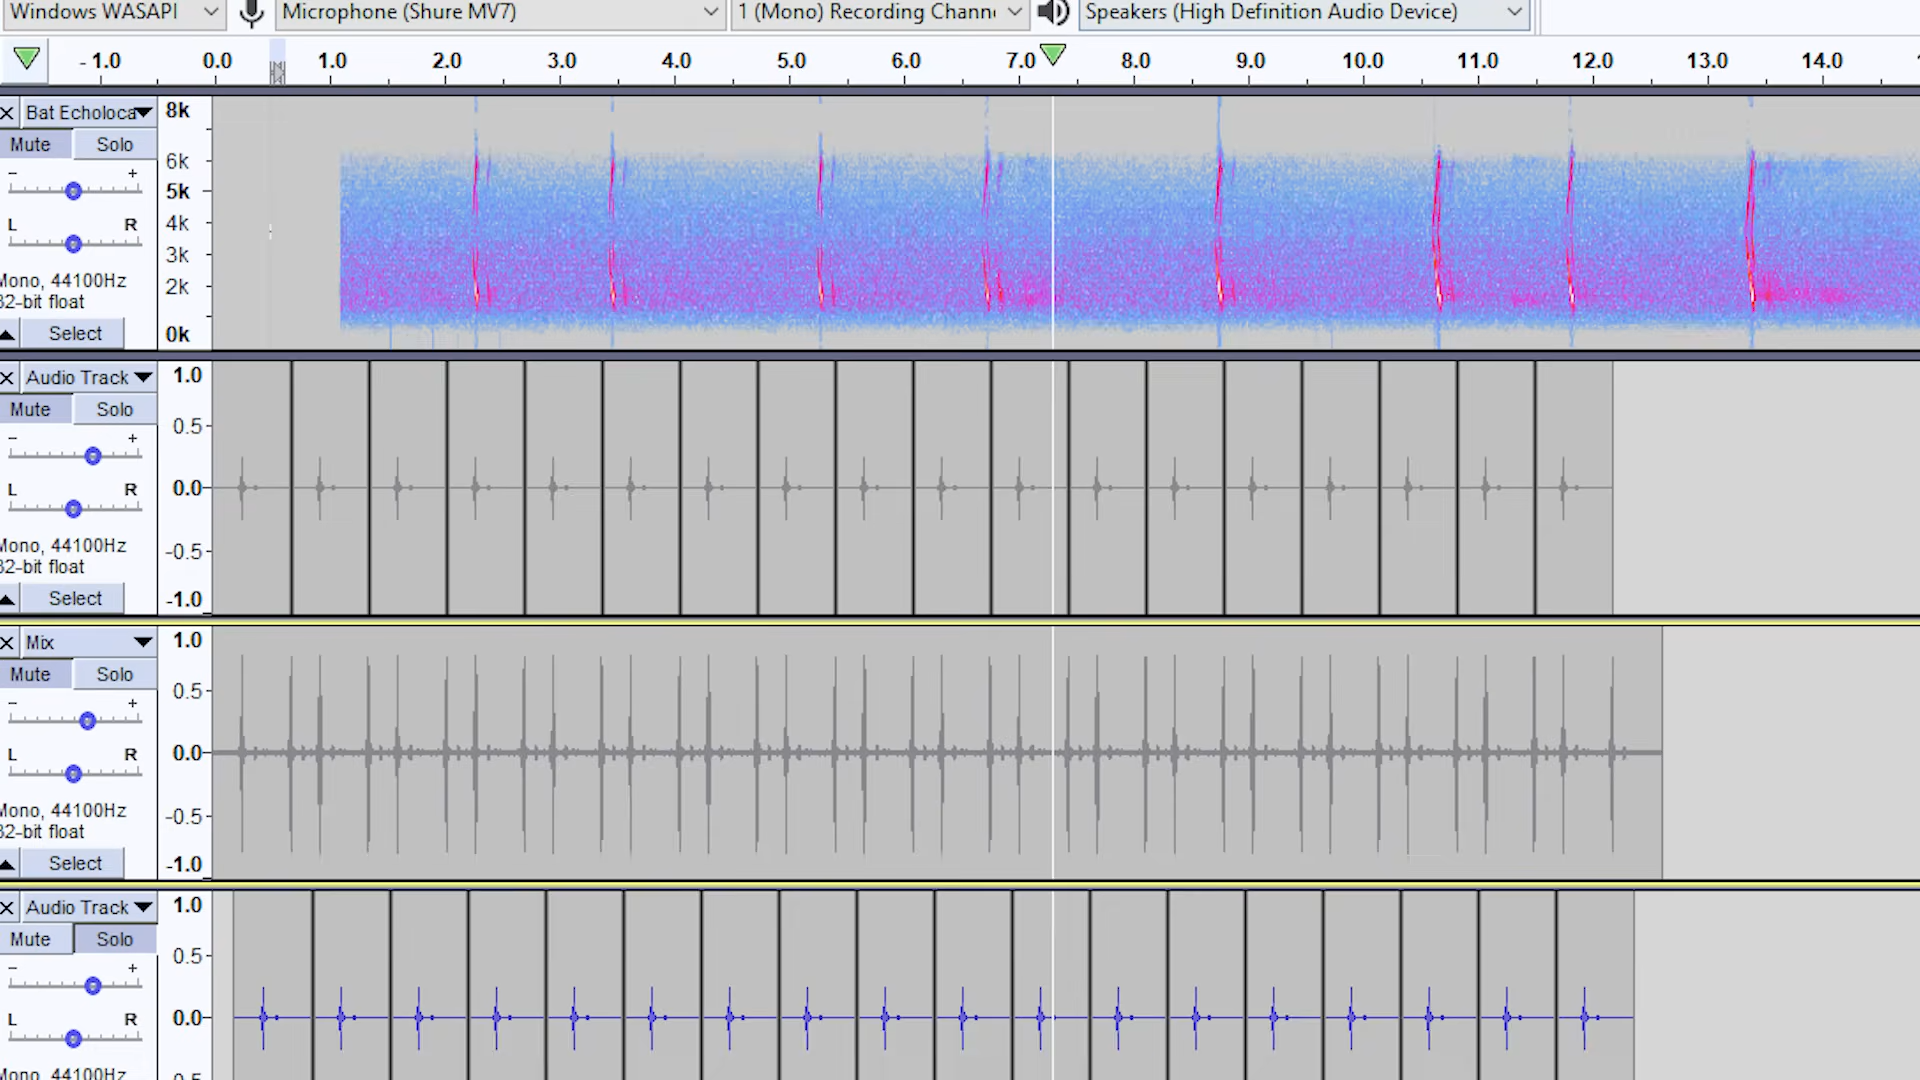 Windows WASAPI Microphone (Shure MV7) 1 (Mono) Recording Chann Speakers (High Definition Audio Device)
- 1.0 0.0 1.0 2.0 3.0 4.0 5.0 6.0 7.0 8.0 9.0 10.0 11.0 12.0 13.0 14.0
Bat Echoloca
Mute Solo
- +
L R
Mono, 44100Hz
32-bit float
Select
8k
6k
5k
4k
3k
2k
0k
Audio Track
Mute Solo
- +
L R
Mono, 44100Hz
32-bit float
Select
1.0
0.5
0.0
-0.5
-1.0
Mix
Mute Solo
- +
L R
Mono, 44100Hz
32-bit float
Select
1.0
0.5
0.0
-0.5
-1.0
Audio Track
Mute Solo
- +
L R
Mono, 44100Hz
1.0
0.5
0.0